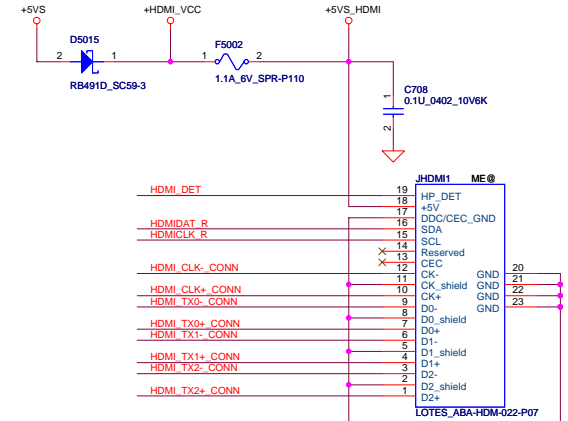 +5VS +HDMI_VCC +5VS_HDMI
D5015 F5002
2 1 1 2
RB491D_SC59-3 1.1A_6V_SPR-P110
C708
0.1U_0402_10V6K
1
2
JHDMI1 ME@
HDMI_DET 19 HP_DET
18 +5V
17 DDC/CEC_GND
HDMIDAT_R 16 SDA
HDMICLK_R 15 SCL
14 Reserved
13 CEC
HDMI_CLK-_CONN 12 CK- GND 20
11 CK_shield GND 21
HDMI_CLK+_CONN 10 CK+ GND 22
HDMI_TX0-_CONN 9 D0- GND 23
8 D0_shield
HDMI_TX0+_CONN 7 D0+
HDMI_TX1-_CONN 6 D1-
5 D1_shield
HDMI_TX1+_CONN 4 D1+
HDMI_TX2-_CONN 3 D2-
2 D2_shield
HDMI_TX2+_CONN 1 D2+
LOTES_ABA-HDM-022-P07